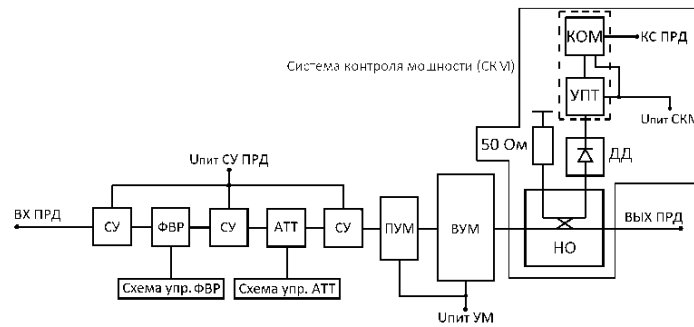 КОМ
КС ПРД
Система контроля мощности (СКМ)
УПТ
Uпит СКМ
50 Ом
ДД
Uпит СУ ПРД
ВХ ПРД
СУ
ФВР
СУ
АТТ
СУ
ПУМ
ВУМ
НО
ВЫХ ПРД
Схема упр. ФВР
Схема упр. АТТ
Uпит УМ